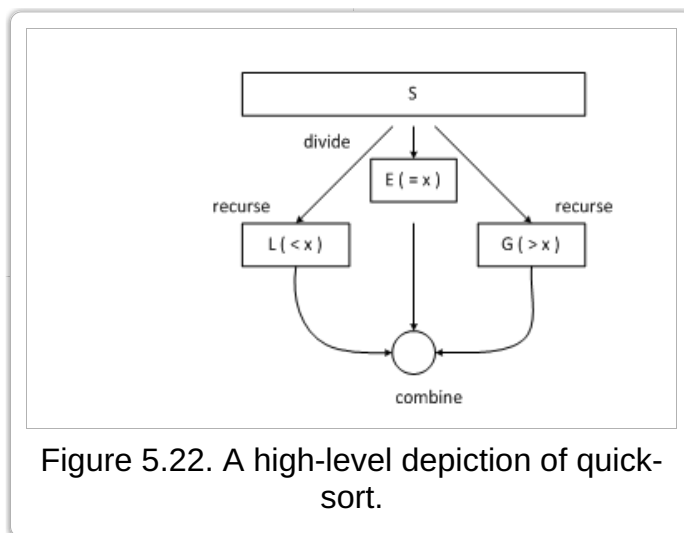 S
divide
E ( = x )
recurse
recurse
L ( < x )
G ( > x )
combine
Figure 5.22. A high-level depiction of quick-
sort.